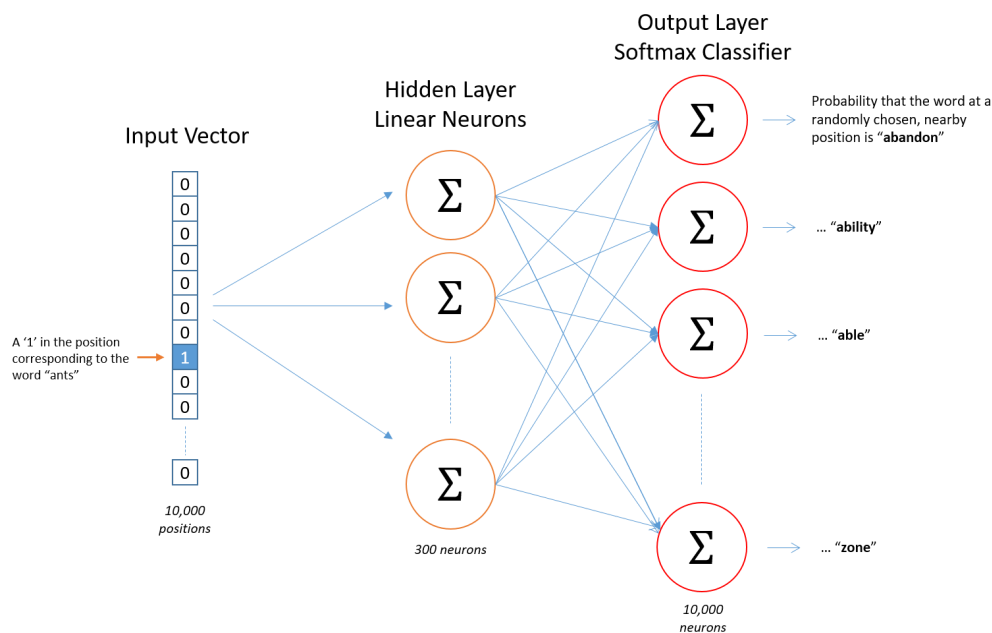 Output Layer
Softmax Classifier
Hidden Layer
Linear Neurons
Input Vector
0
0
0
0
0
0
0
1
0
0
0
A ‘1’ in the position
corresponding to the
word “ants”
10,000
positions
Σ
Σ
Σ
300 neurons
Σ
Σ
Σ
Σ
10,000
neurons
Probability that the word at a
randomly chosen, nearby
position is “abandon”
... “ability”
... “able”
... “zone”